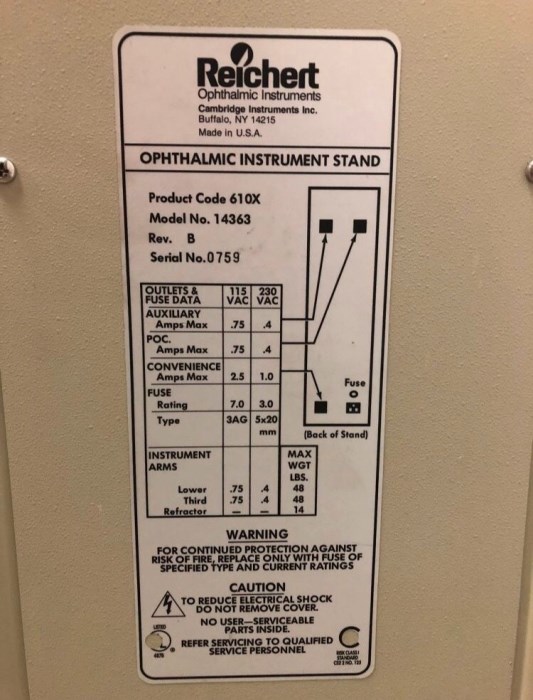 Reichert
Ophthalmic Instruments
Cambridge Instruments Inc.
Buffalo, NY 14215
Made in U.S.A.
OPHTHALMIC INSTRUMENT STAND
Product Code 610X
Model No. 14363
Rev. B
Serial No.0759
OUTLETS & FUSE DATA 115 VAC 230 VAC
AUXILIARY
Amps Max .75 .4
POC.
Amps Max .75 .4
CONVENIENCE
Amps Max 2.5 1.0
FUSE
Rating 7.0 3.0
Type 3AG 5x20
mm
Fuse
(Back of Stand)
INSTRUMENT ARMS MAX WGT LBS.
Lower .75 .4 48
Third .75 .4 48
Refractor — — 14
WARNING
FOR CONTINUED PROTECTION AGAINST
RISK OF FIRE, REPLACE ONLY WITH FUSE OF
SPECIFIED TYPE AND CURRENT RATINGS
CAUTION
TO REDUCE ELECTRICAL SHOCK
DO NOT REMOVE COVER.
NO USER—SERVICEABLE
PARTS INSIDE.
REFER SERVICING TO QUALIFIED
SERVICE PERSONNEL
LISTED